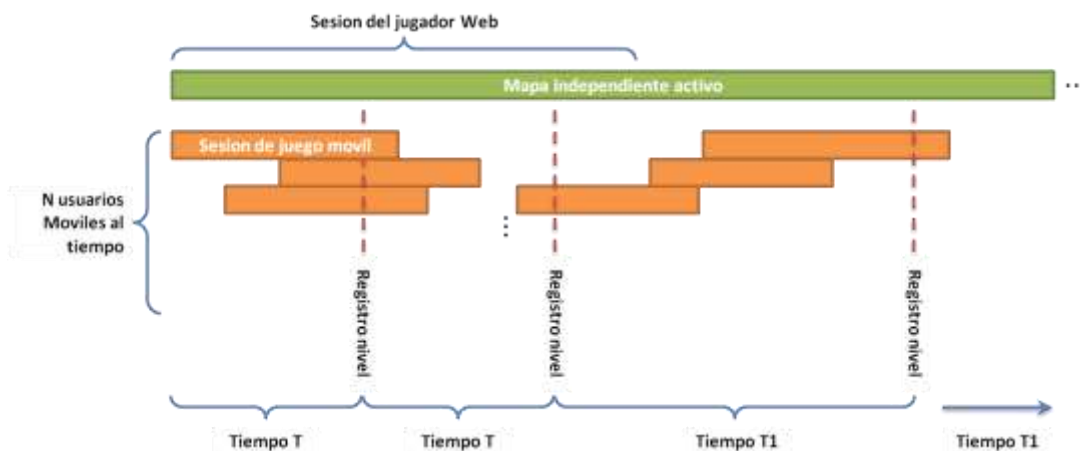 Sesion del jugador Web
Mapa independiente activo
..
Sesion de juego movil
N usuarios
Moviles al
tiempo
⋮
Registro nivel
Registro nivel
Registro nivel
Tiempo T
Tiempo T
Tiempo T1
Tiempo T1